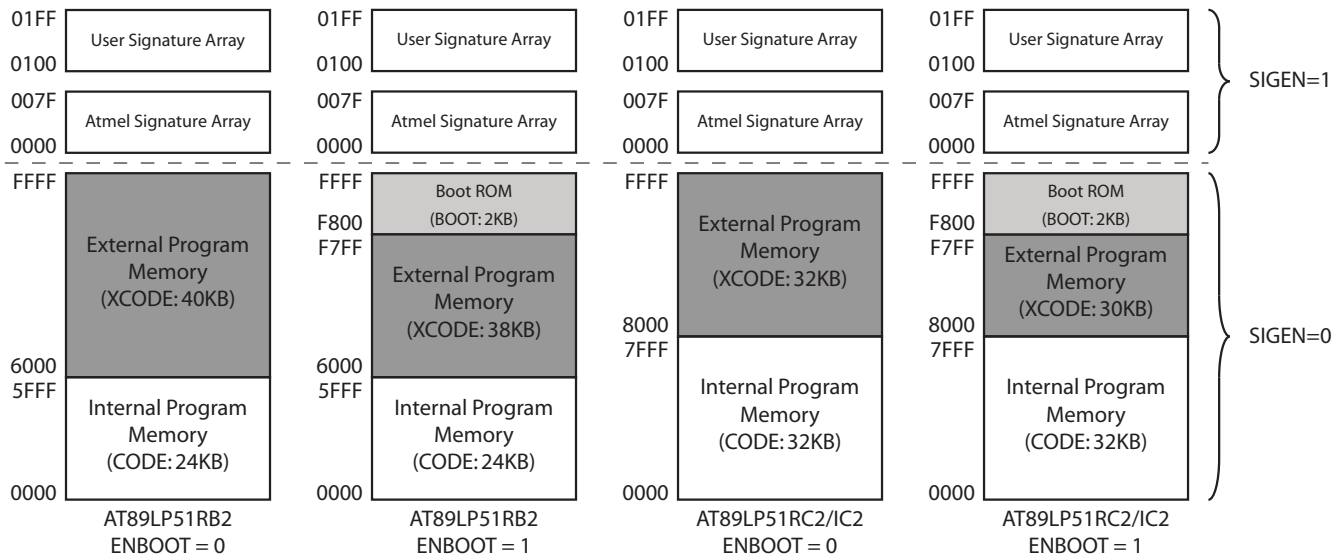 01FF
User Signature Array
0100
007F
Atmel Signature Array
0000
FFFF
External Program
Memory
(XCODE: 40KB)
6000
5FFF
Internal Program
Memory
(CODE: 24KB)
0000
AT89LP51RB2
ENBOOT = 0
01FF
User Signature Array
0100
007F
Atmel Signature Array
0000
FFFF
Boot ROM
(BOOT: 2KB)
F800
F7FF
External Program
Memory
(XCODE: 38KB)
6000
5FFF
Internal Program
Memory
(CODE: 24KB)
0000
AT89LP51RB2
ENBOOT = 1
01FF
User Signature Array
0100
007F
Atmel Signature Array
0000
FFFF
External Program
Memory
(XCODE: 32KB)
8000
7FFF
Internal Program
Memory
(CODE: 32KB)
0000
AT89LP51RC2/IC2
ENBOOT = 0
01FF
User Signature Array
0100
007F
Atmel Signature Array
0000
FFFF
Boot ROM
(BOOT: 2KB)
F800
F7FF
External Program
Memory
(XCODE: 30KB)
8000
7FFF
Internal Program
Memory
(CODE: 32KB)
0000
AT89LP51RC2/IC2
ENBOOT = 1
SIGEN=1
SIGEN=0